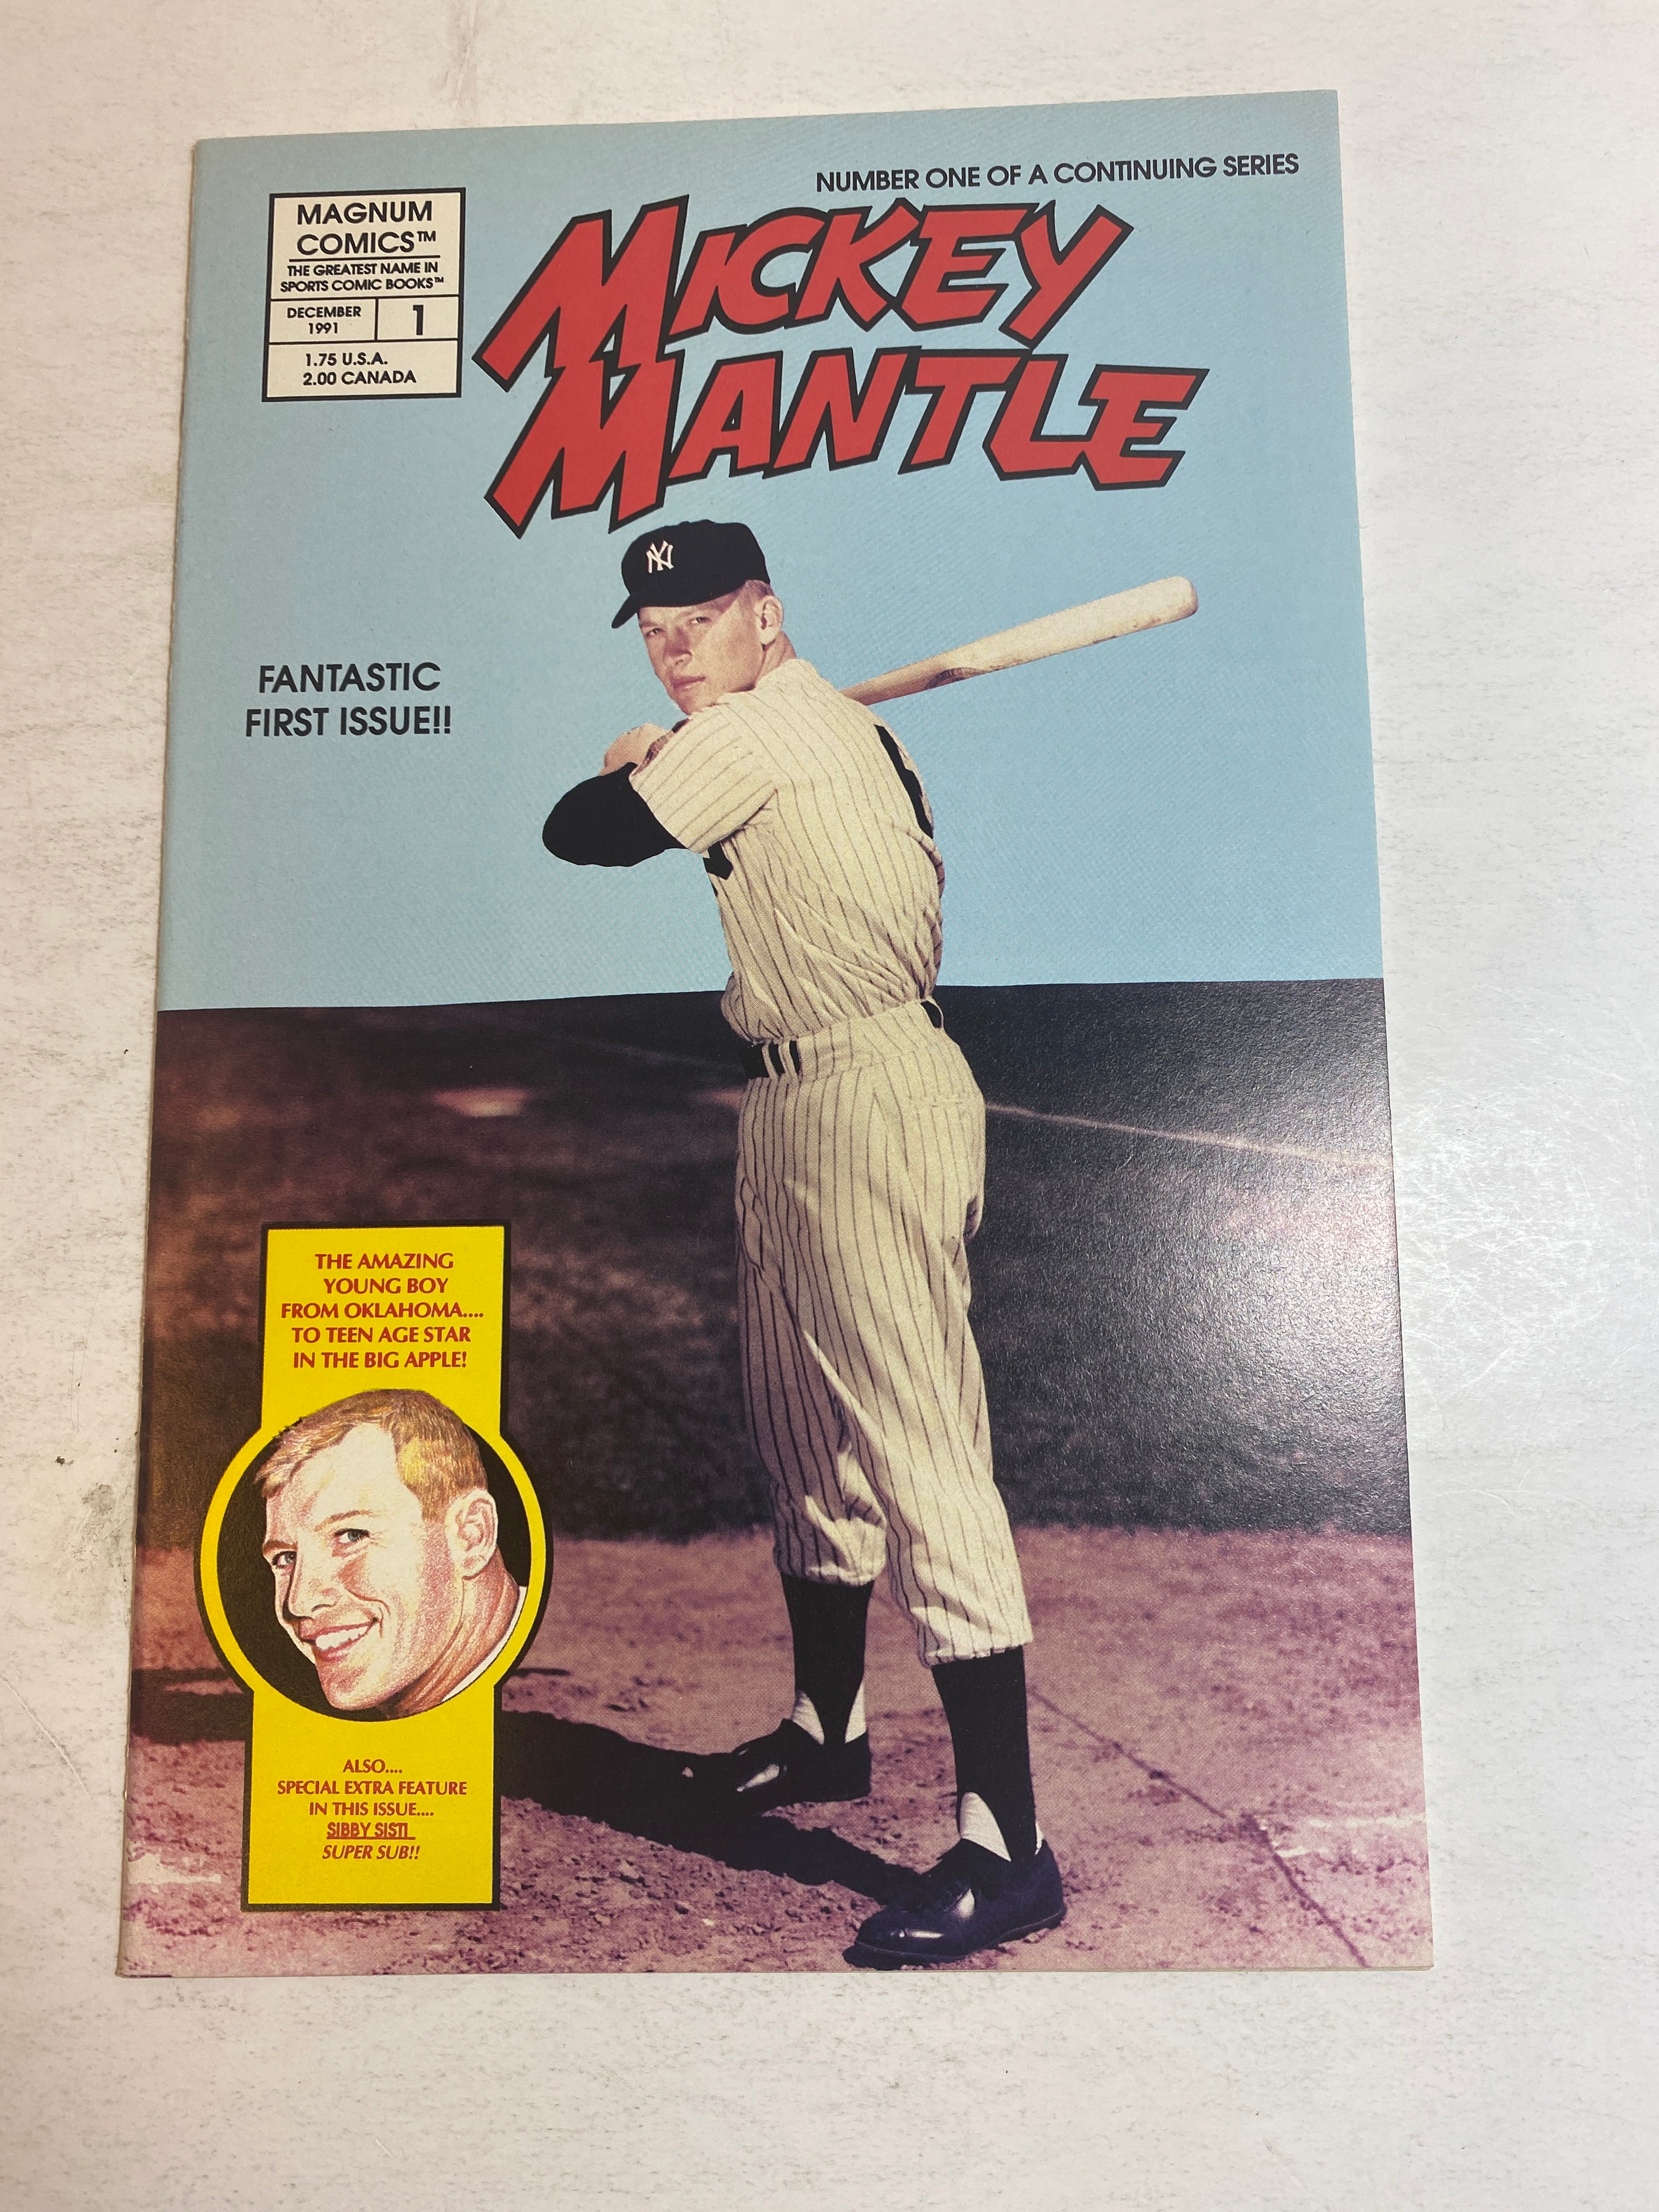 NUMBER ONE OF A CONTINUING SERIES
MAGNUM
COMICS™
THE GREATEST NAME IN
SPORTS COMIC BOOKS™
DECEMBER
1991
1
1.75 U.S.A.
2.00 CANADA
MICKEY
MANTLE
NY
FANTASTIC
FIRST ISSUE!!
THE AMAZING
YOUNG BOY
FROM OKLAHOMA....
TO TEEN AGE STAR
IN THE BIG APPLE!
ALSO....
SPECIAL EXTRA FEATURE
IN THIS ISSUE....
SIBBY SISTI
SUPER SUB!!